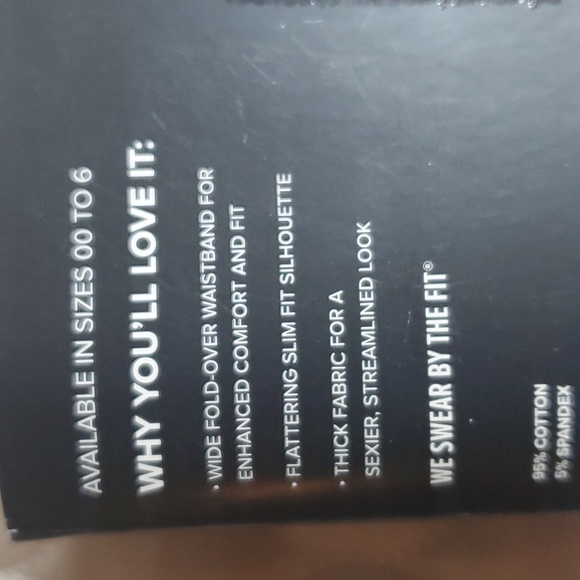 AVAILABLE IN SIZES 00 TO 6
WHY YOU'LL LOVE IT:
• WIDE FOLD-OVER WAISTBAND FOR
ENHANCED COMFORT AND FIT
• FLATTERING SLIM FIT SILHOUETTE
• THICK FABRIC FOR A
SEXIER, STREAMLINED LOOK
WE SWEAR BY THE FIT®
95% COTTON
5% SPANDEX